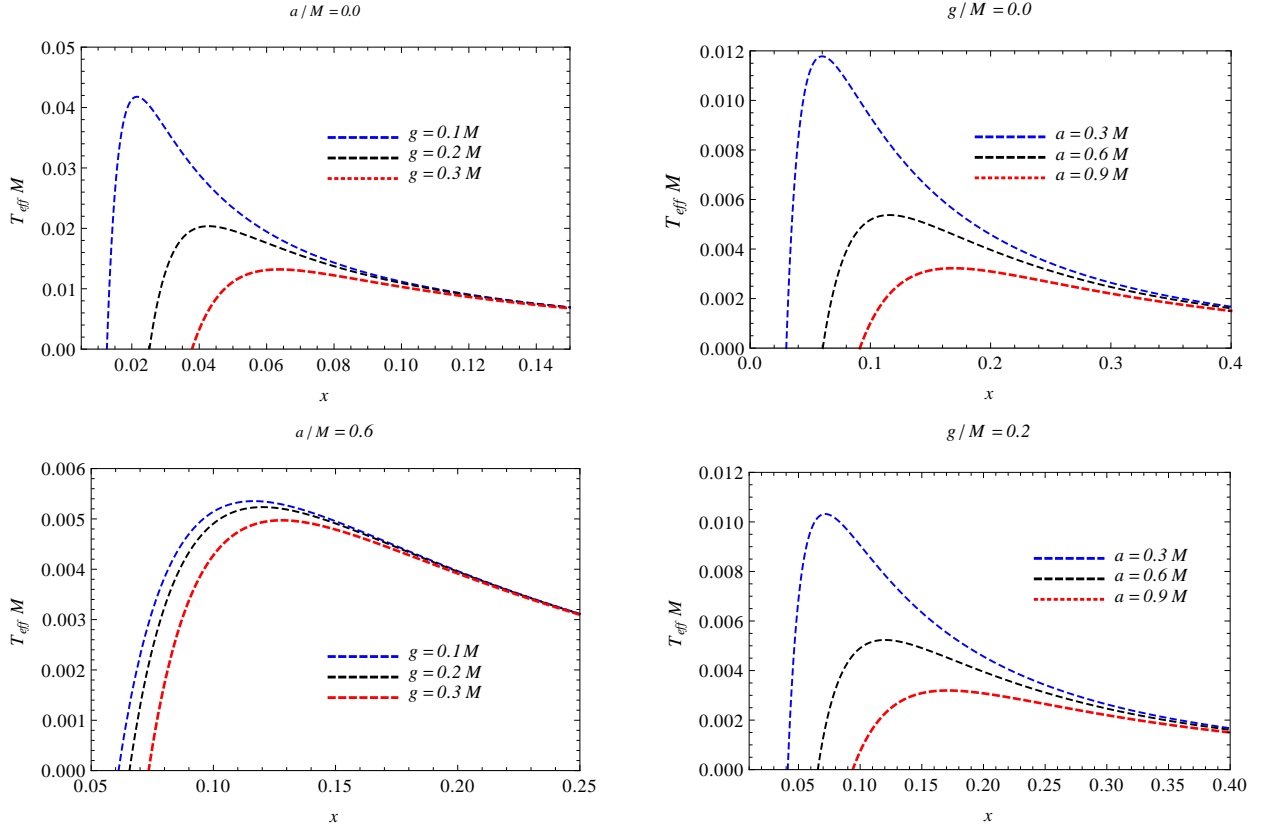 a / M = 0.0
0.05
0.04
0.03
0.02
0.01
0.00
T eff M
0.02 0.04 0.06 0.08 0.10 0.12 0.14
x
g = 0.1 M
g = 0.2 M
g = 0.3 M
g / M = 0.0
0.012
0.010
0.008
0.006
0.004
0.002
0.000
T eff M
0.0 0.1 0.2 0.3 0.4
x
a = 0.3 M
a = 0.6 M
a = 0.9 M
a / M = 0.6
0.006
0.005
0.004
0.003
0.002
0.001
0.000
T eff M
0.05 0.10 0.15 0.20 0.25
x
g = 0.1 M
g = 0.2 M
g = 0.3 M
g / M = 0.2
0.012
0.010
0.008
0.006
0.004
0.002
0.000
T eff M
0.05 0.10 0.15 0.20 0.25 0.30 0.35 0.40
x
a = 0.3 M
a = 0.6 M
a = 0.9 M